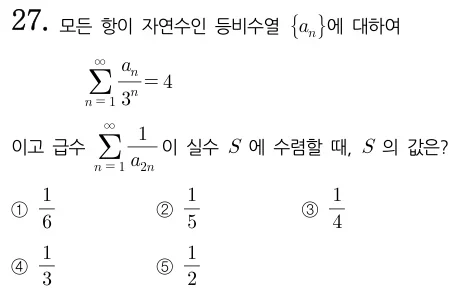 27. 모든 항이 자연수인 등비수열 {aₙ}에 대하여
∑_{n=1}^{∞} aₙ/3ⁿ = 4
이고 급수 ∑_{n=1}^{∞} 1/a₂ₙ 이 실수 S 에 수렴할 때, S 의 값은?
① 1/6 ② 1/5 ③ 1/4
④ 1/3 ⑤ 1/2